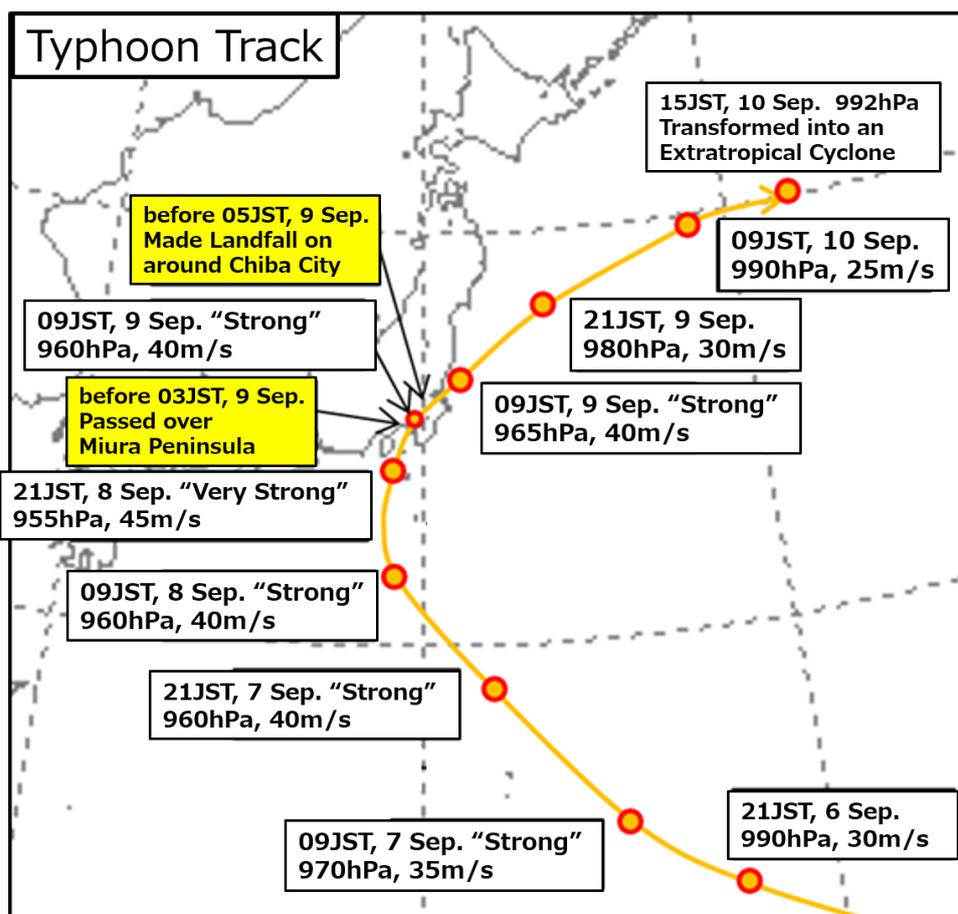 Typhoon Track
15JST, 10 Sep.  992hPa
Transformed into an
Extratropical Cyclone
before 05JST, 9 Sep.
Made Landfall on
around Chiba City
09JST, 10 Sep.
990hPa, 25m/s
09JST, 9 Sep. “Strong”
960hPa, 40m/s
21JST, 9 Sep.
980hPa, 30m/s
before 03JST, 9 Sep.
Passed over
Miura Peninsula
09JST, 9 Sep. “Strong”
965hPa, 40m/s
21JST, 8 Sep. “Very Strong”
955hPa, 45m/s
09JST, 8 Sep. “Strong”
960hPa, 40m/s
21JST, 7 Sep. “Strong”
960hPa, 40m/s
21JST, 6 Sep.
990hPa, 30m/s
09JST, 7 Sep. “Strong”
970hPa, 35m/s